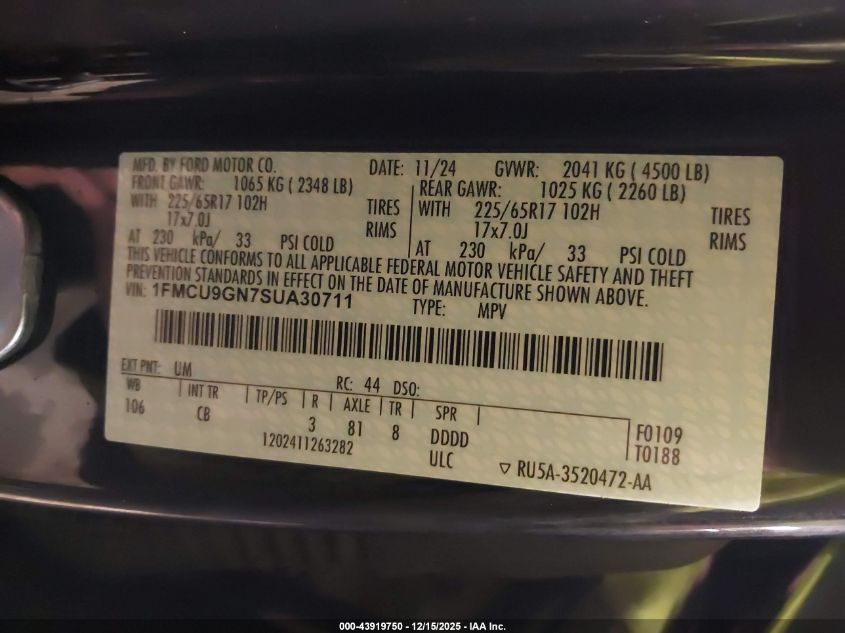 MFD. BY FORD MOTOR CO. DATE: 11/24 GVWR: 2041 KG ( 4500 LB)
FRONT GAWR: 1065 KG ( 2348 LB) REAR GAWR: 1025 KG ( 2260 LB)
WITH 225/65R17 102H TIRES WITH 225/65R17 102H TIRES
17x7.0J RIMS 17x7.0J RIMS
AT 230 kPa/ 33 PSI COLD AT 230 kPa/ 33 PSI COLD
THIS VEHICLE CONFORMS TO ALL APPLICABLE FEDERAL MOTOR VEHICLE SAFETY AND THEFT
PREVENTION STANDARDS IN EFFECT ON THE DATE OF MANUFACTURE SHOWN ABOVE.
VIN: 1FMCU9GN7SUA30711 TYPE: MPV
EXT PNT: UM RC: 44 DSO:
WB INT TR TP/PS R AXLE TR SPR
106 CB 3 81 8 DDDD F0109
1202411263282 ULC T0188
RU5A-3520472-AA
000-43919750 - 12/15/2025 - IAA Inc.